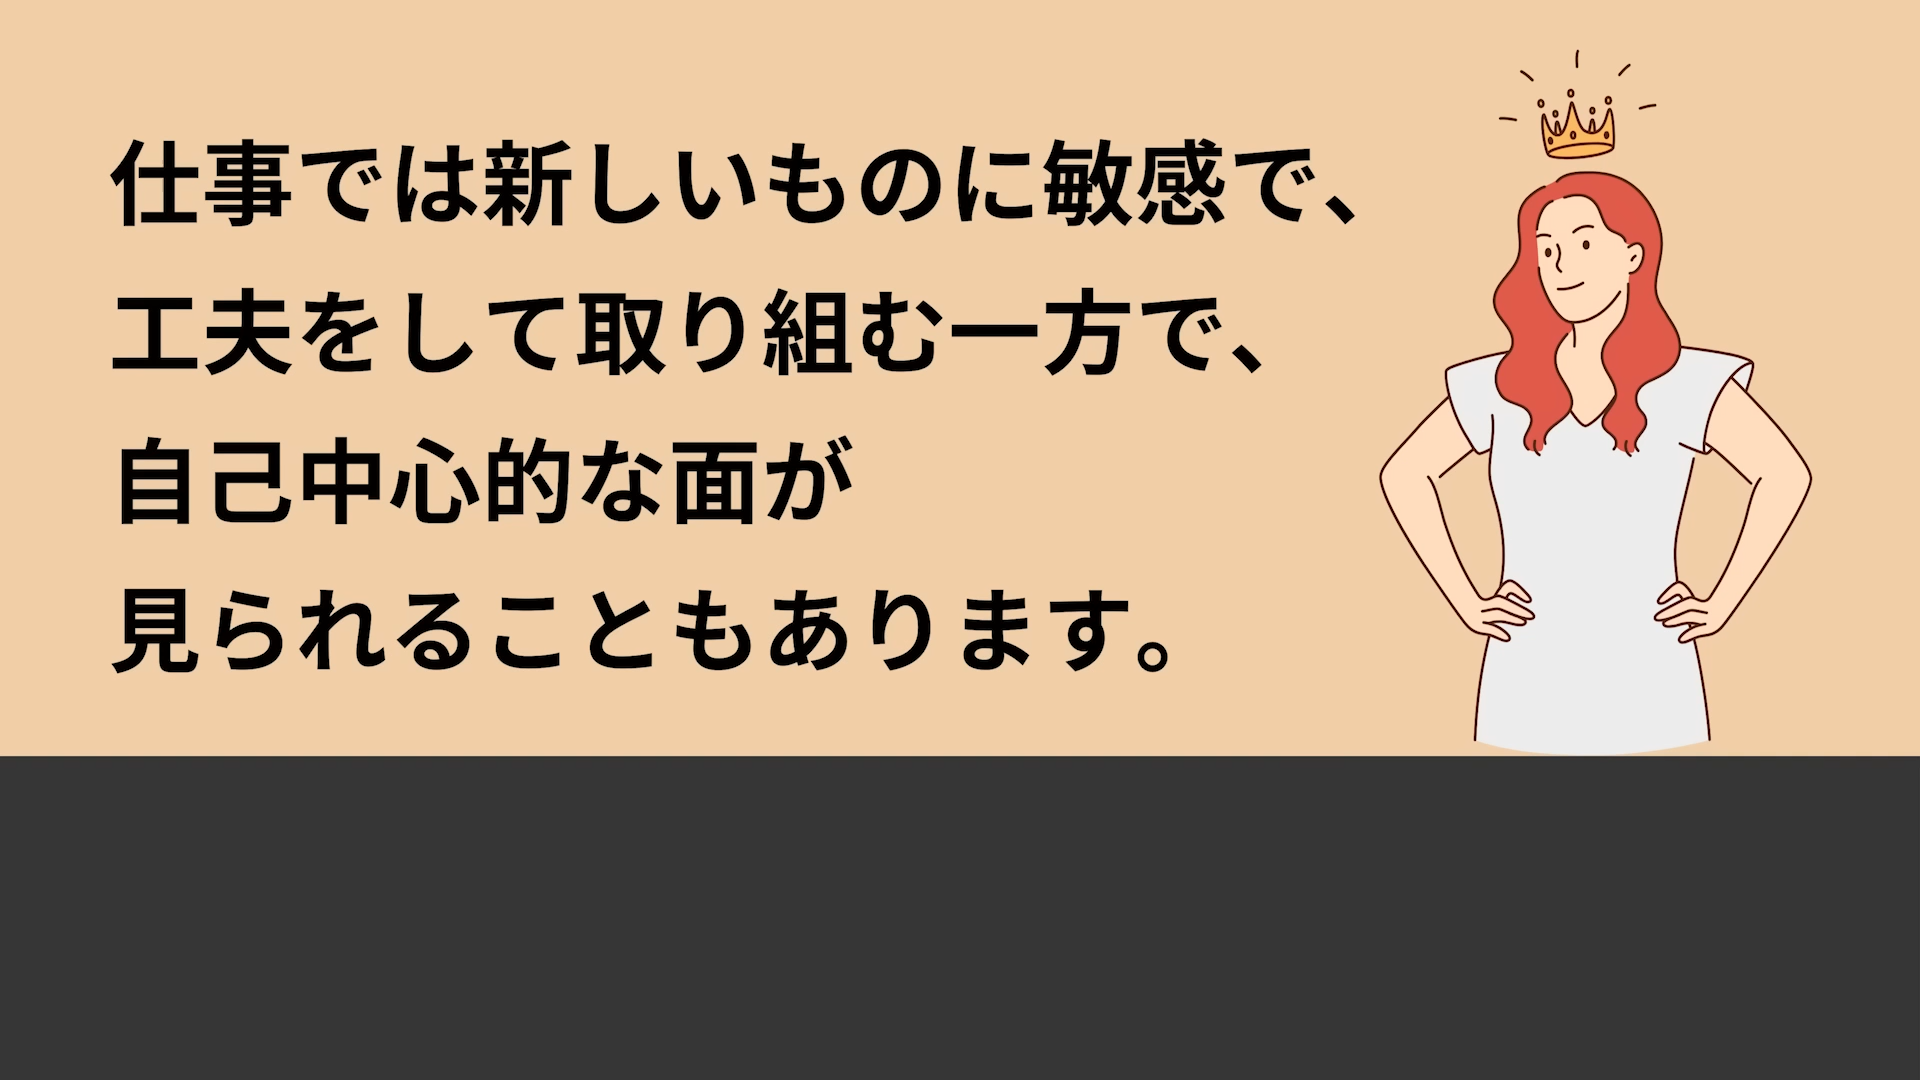 仕事では新しいものに敏感で、
工夫をして取り組む一方で、
自己中心的な面が
見られることもあります。